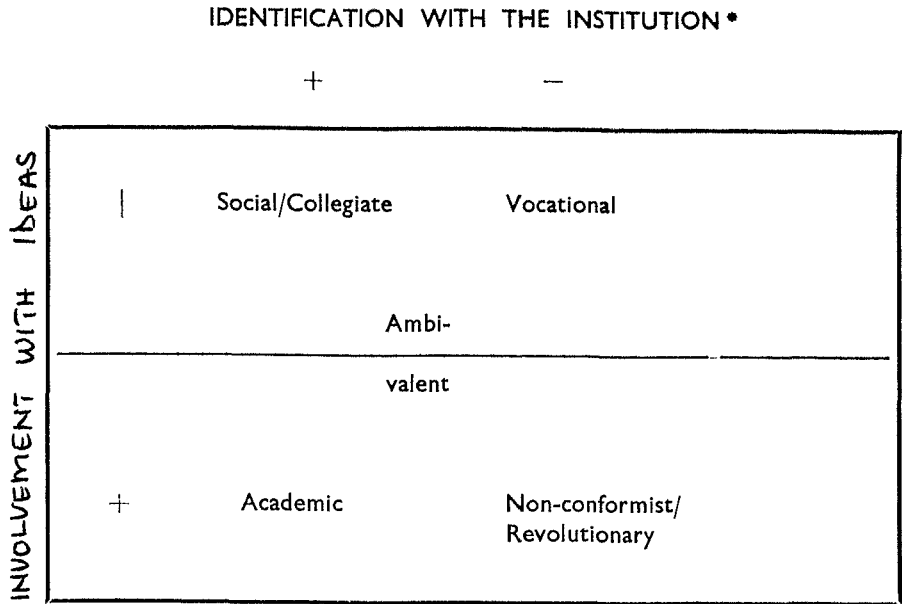 IDENTIFICATION WITH THE INSTITUTION *
+ −
INVOLVEMENT WITH IDEAS
| Social/Collegiate Vocational
Ambi-
valent
+ Academic Non-conformist/
Revolutionary